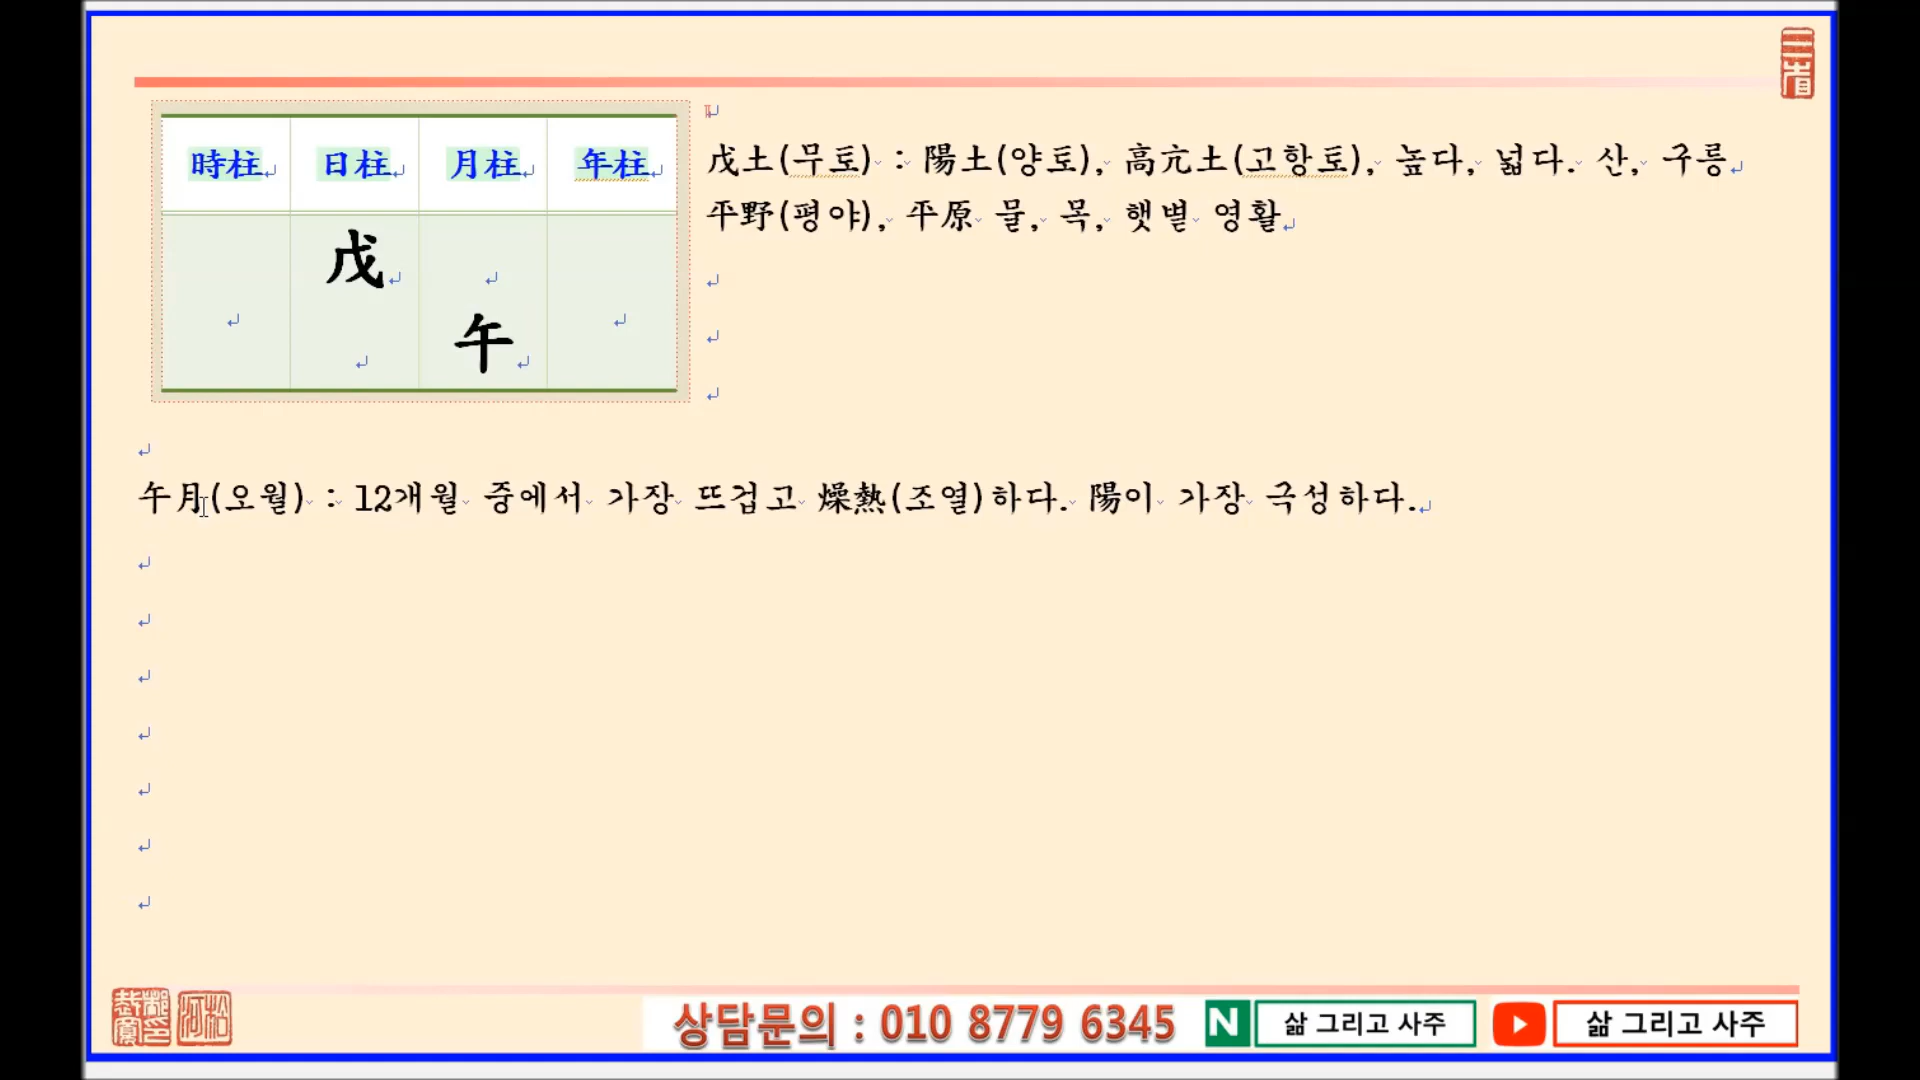 時柱 日柱 月柱 年柱
戊
午
戊土(무토) : 陽土(양토), 高亢土(고항토), 높다, 넓다. 산, 구릉
平野(평야), 平原 물, 목, 햇볕 영활
午月(오월) : 12개월 중에서 가장 뜨겁고 燥熱(조열)하다. 陽이 가장 극성하다.
상담문의 : 010 8779 6345 N 삶 그리고 사주 삶 그리고 사주